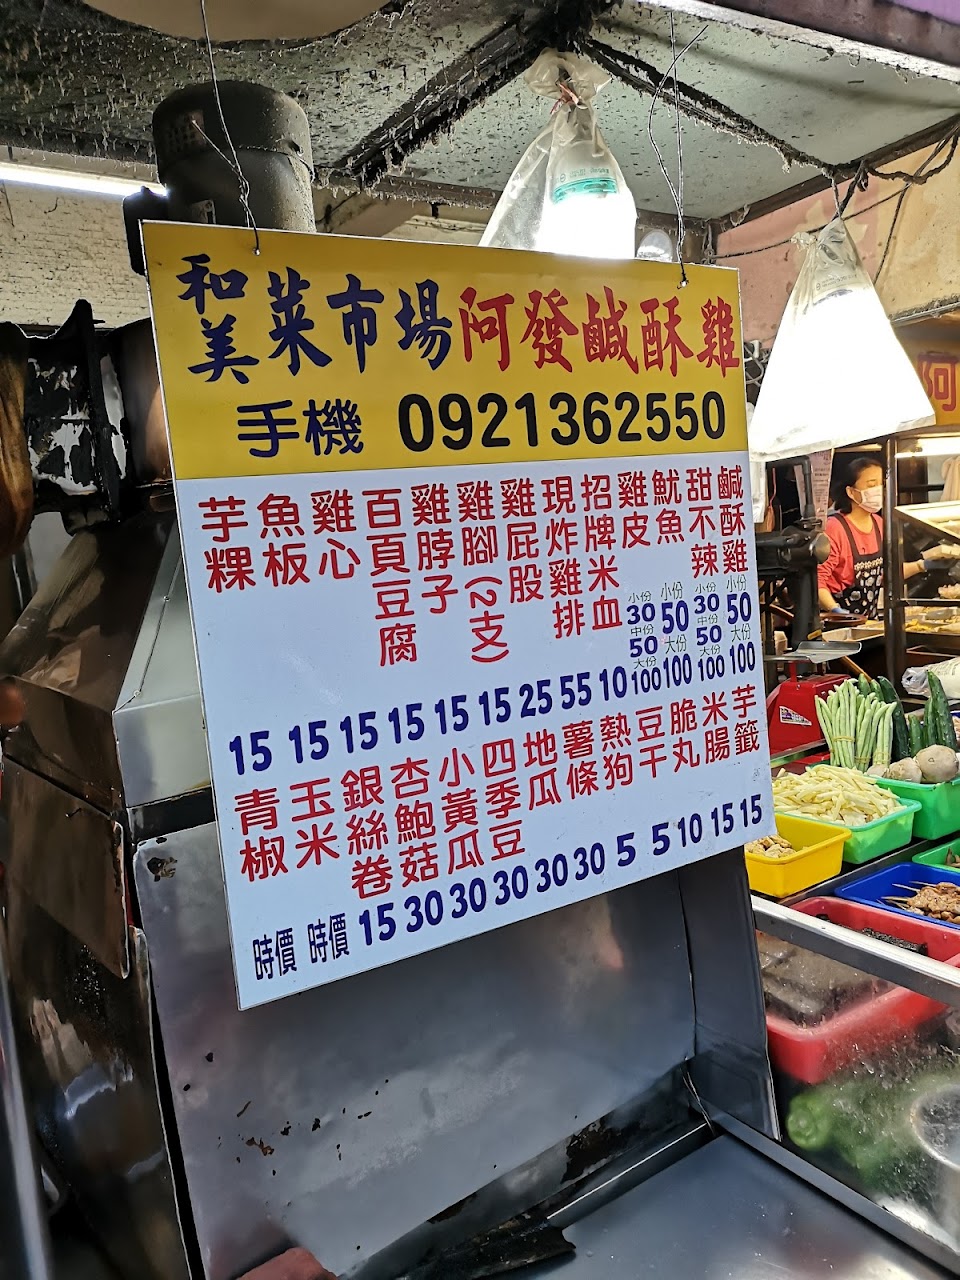 和美菜市場阿發鹹酥雞
手機 0921362550
鹹酥雞 小份 50 大份 100
甜不辣 小份 30 中份 50 大份 100
魷魚 小份 50 大份 100
雞皮 小份 30 中份 50 大份 100
招牌米血 10
現炸雞排 55
雞屁股 25
雞腳(2支) 15
雞脖子 15
百頁豆腐 15
雞心 15
魚板 15
芋粿 15
芋籤 15
米腸 15
脆丸 10
豆干 5
熱狗 5
薯條 30
地瓜 30
四季豆 30
小黃瓜 30
杏鮑菇 30
銀絲卷 15
玉米 時價
青椒 時價
阿